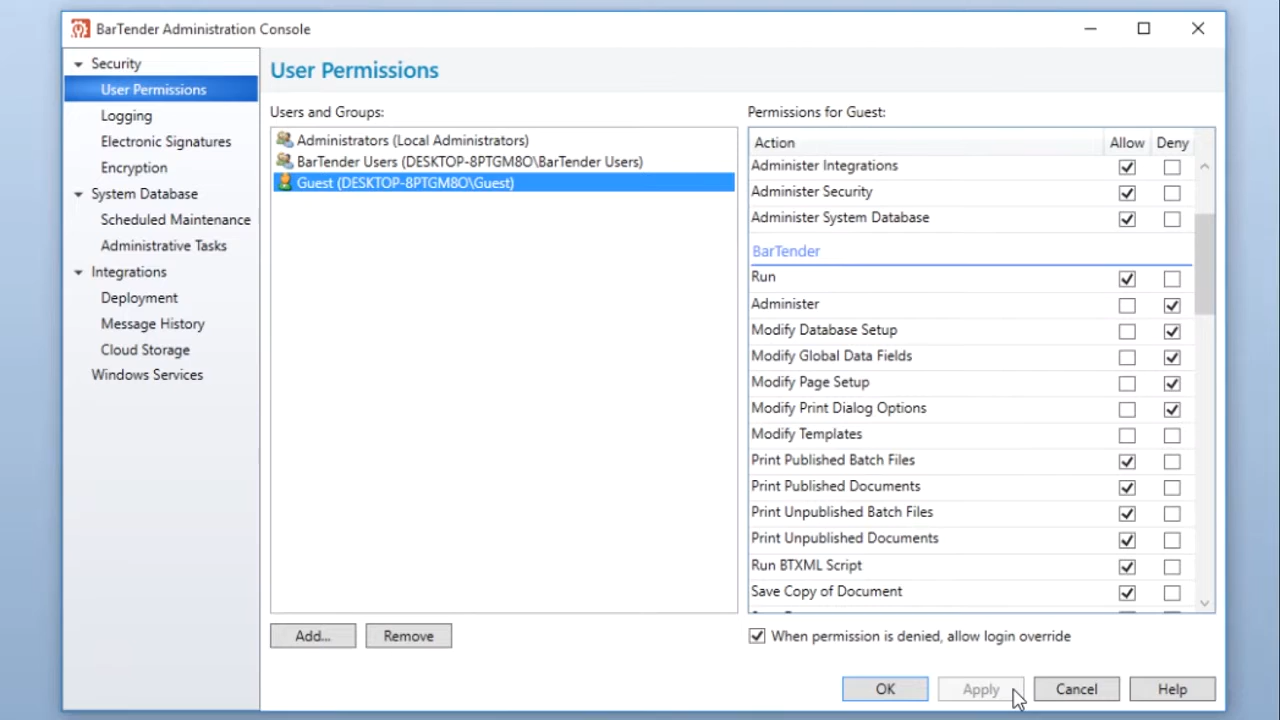 BarTender Administration Console
Security
User Permissions
Logging
Electronic Signatures
Encryption
System Database
Scheduled Maintenance
Administrative Tasks
Integrations
Deployment
Message History
Cloud Storage
Windows Services
User Permissions
Users and Groups:
Administrators (Local Administrators)
BarTender Users (DESKTOP-8PTGM8O\BarTender Users)
Guest (DESKTOP-8PTGM8O\Guest)
Add...
Remove
Permissions for Guest:
Action Allow Deny
Administer Integrations
Administer Security
Administer System Database
BarTender
Run
Administer
Modify Database Setup
Modify Global Data Fields
Modify Page Setup
Modify Print Dialog Options
Modify Templates
Print Published Batch Files
Print Published Documents
Print Unpublished Batch Files
Print Unpublished Documents
Run BTXML Script
Save Copy of Document
When permission is denied, allow login override
OK Apply Cancel Help